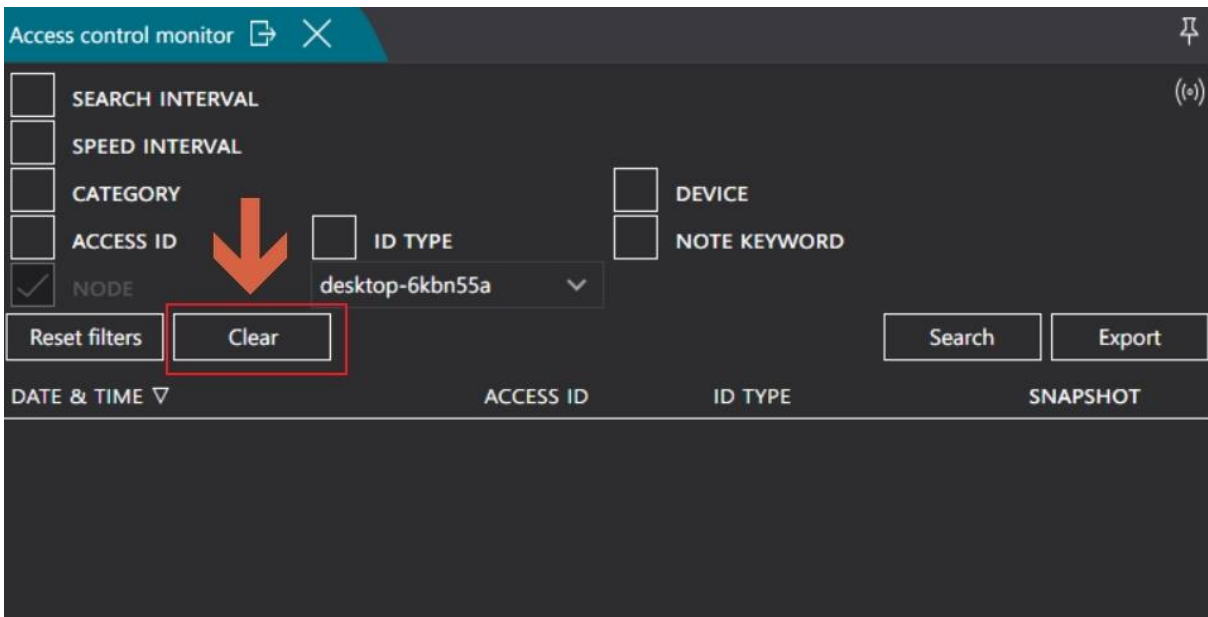 Access control monitor
SEARCH INTERVAL
SPEED INTERVAL
CATEGORY DEVICE
ACCESS ID ID TYPE NOTE KEYWORD
NODE desktop-6kbn55a
Reset filters Clear Search Export
DATE & TIME ACCESS ID ID TYPE SNAPSHOT